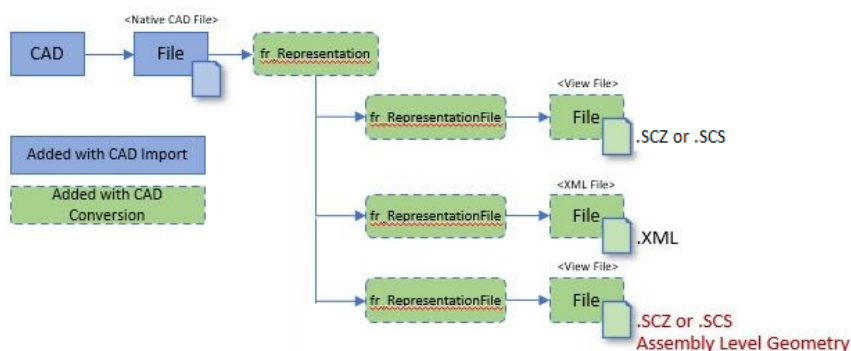 <Native CAD File>
CAD
File
fr_Representation
<View File>
fr_RepresentationFile
File
.SCZ or .SCS
Added with CAD Import
Added with CAD
Conversion
<XML File>
fr_RepresentationFile
File
.XML
<View File>
fr_RepresentationFile
File
.SCZ or .SCS
Assembly Level Geometry